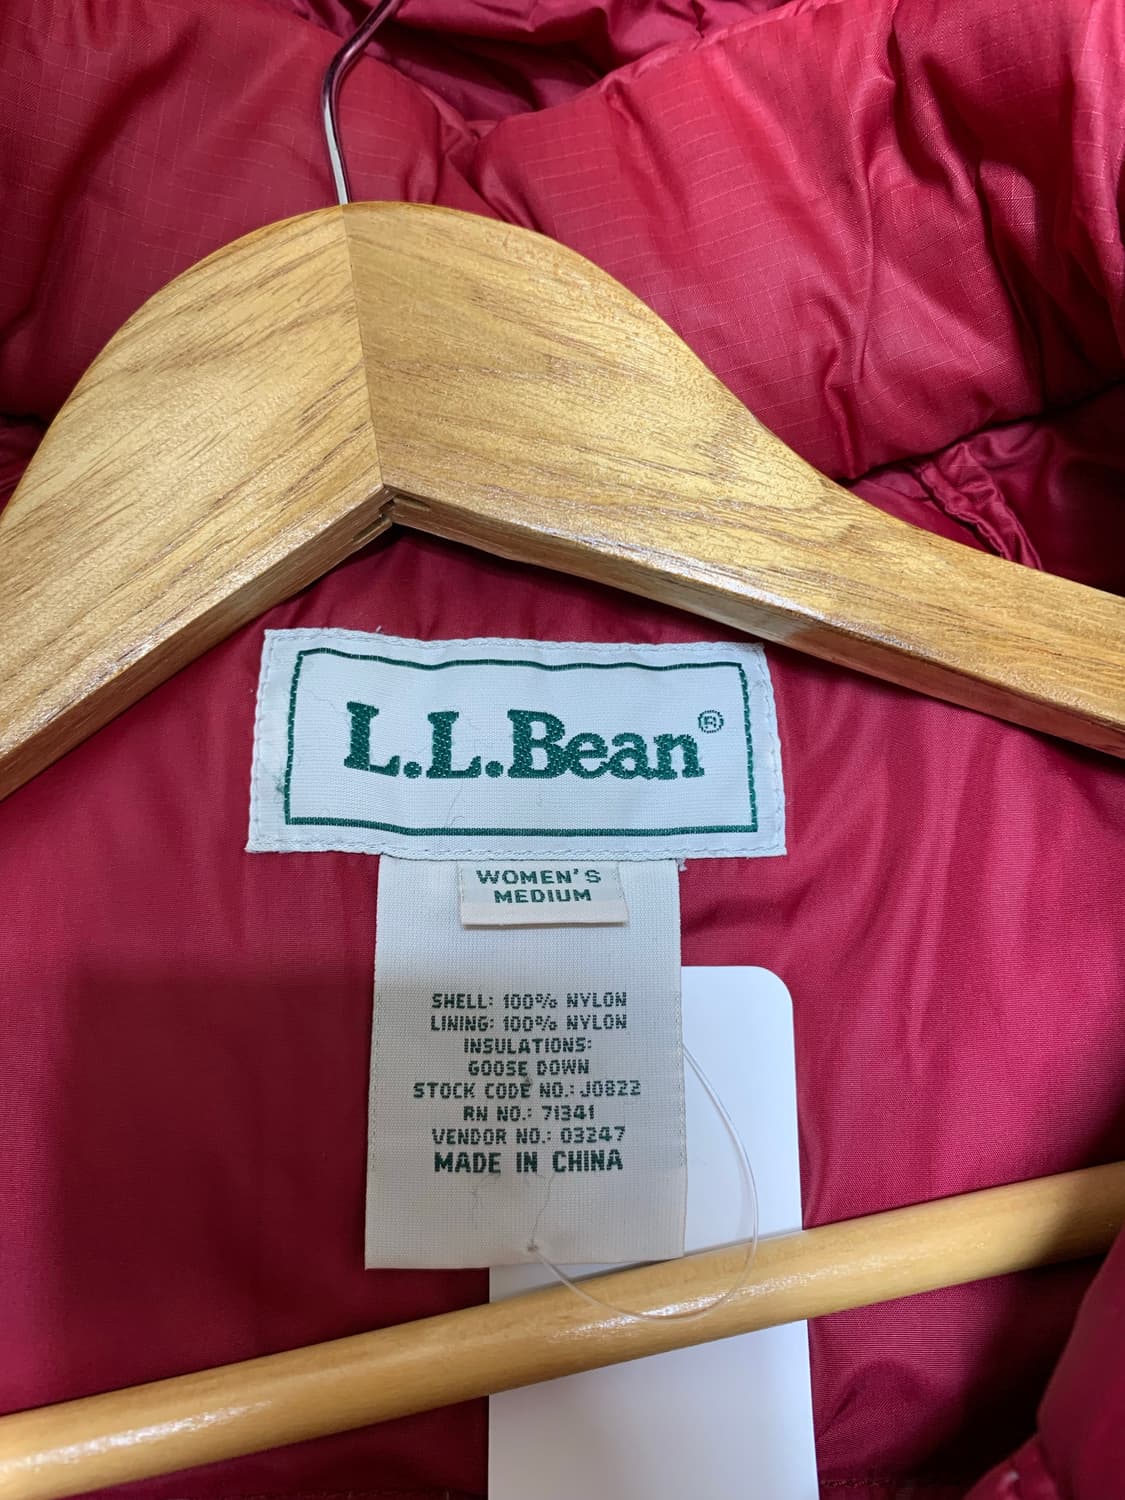 L.L.Bean®
WOMEN'S
MEDIUM
SHELL: 100% NYLON
LINING: 100% NYLON
INSULATIONS:
GOOSE DOWN
STOCK CODE NO.: J0822
RN NO.: 71341
VENDOR NO.: 03247
MADE IN CHINA